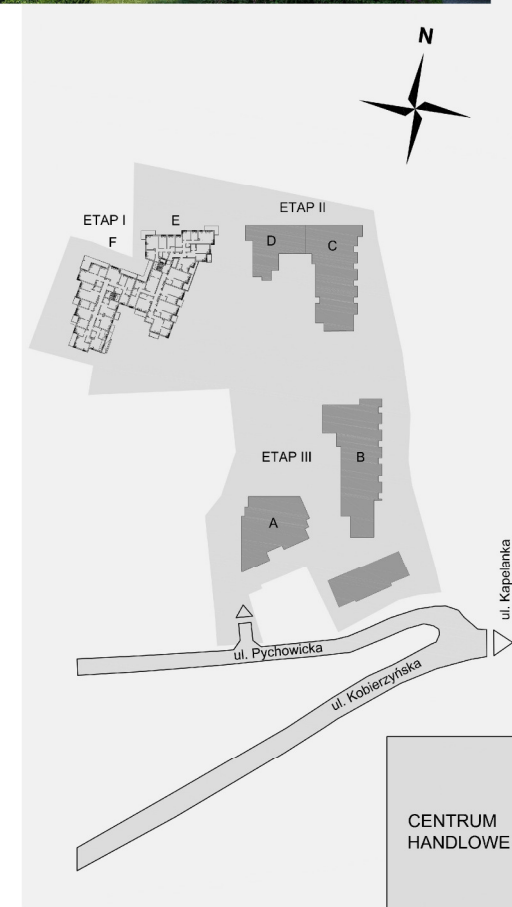 N
ETAP II
ETAP I
E
F
D
C
ETAP III
B
A
ul. Kapelanka
ul. Pychowicka
ul. Kobierzyńska
CENTRUM
HANDLOWE